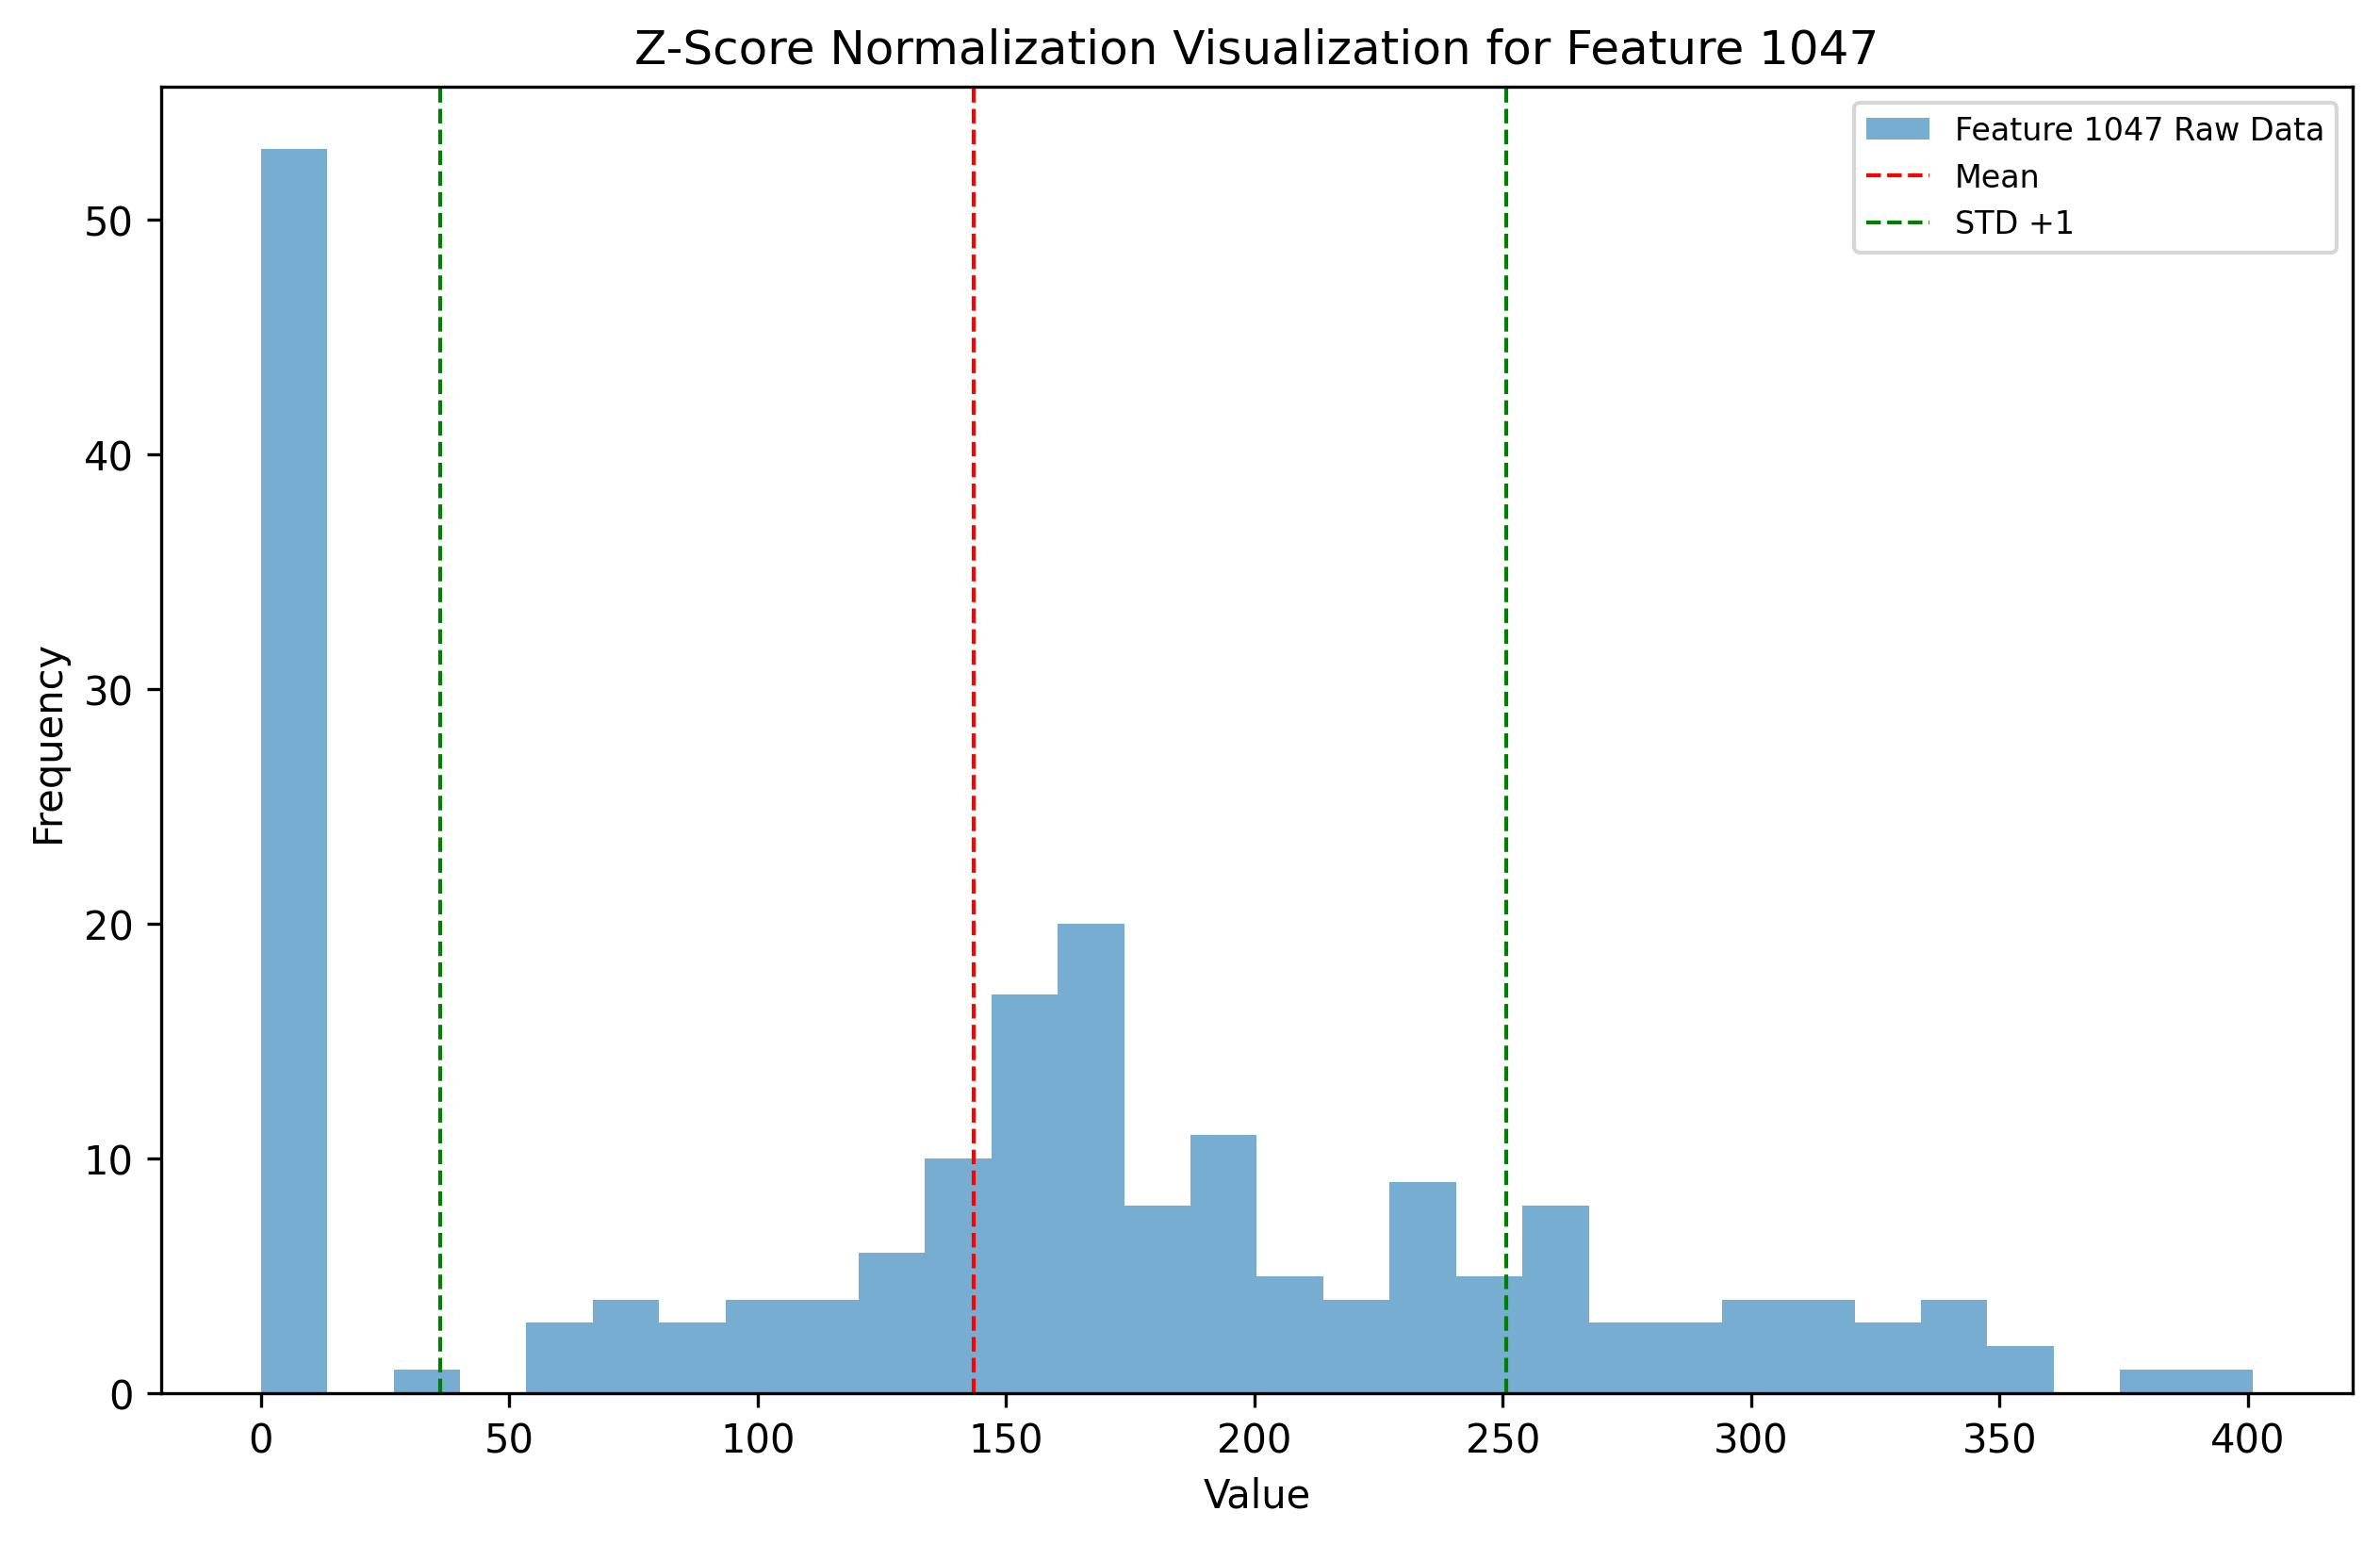 Z-Score Normalization Visualization for Feature 1047
Feature 1047 Raw Data
Mean
STD +1
Frequency
50
40
30
20
10
0
0 50 100 150 200 250 300 350 400
Value